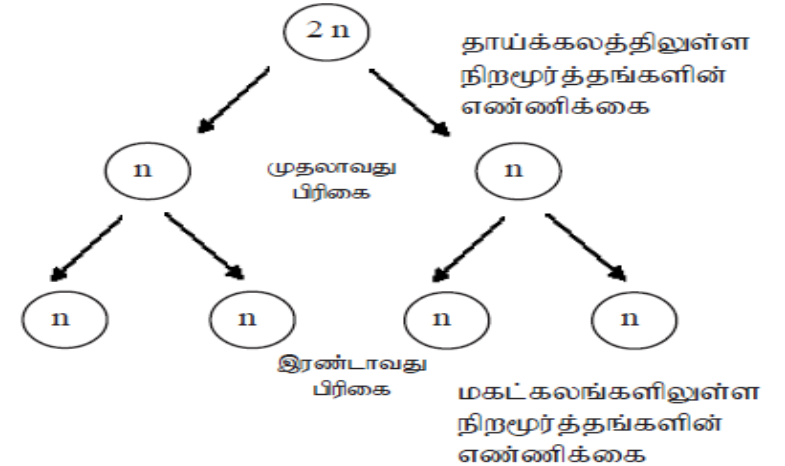 2 n
தாய்க்கலத்திலுள்ள
நிறமூர்த்தங்களின்
எண்ணிக்கை
n
முதலாவது
பிரிகை
n
n
n
n
n
இரண்டாவது
பிரிகை
மகட்கலங்களிலுள்ள
நிறமூர்த்தங்களின்
எண்ணிக்கை